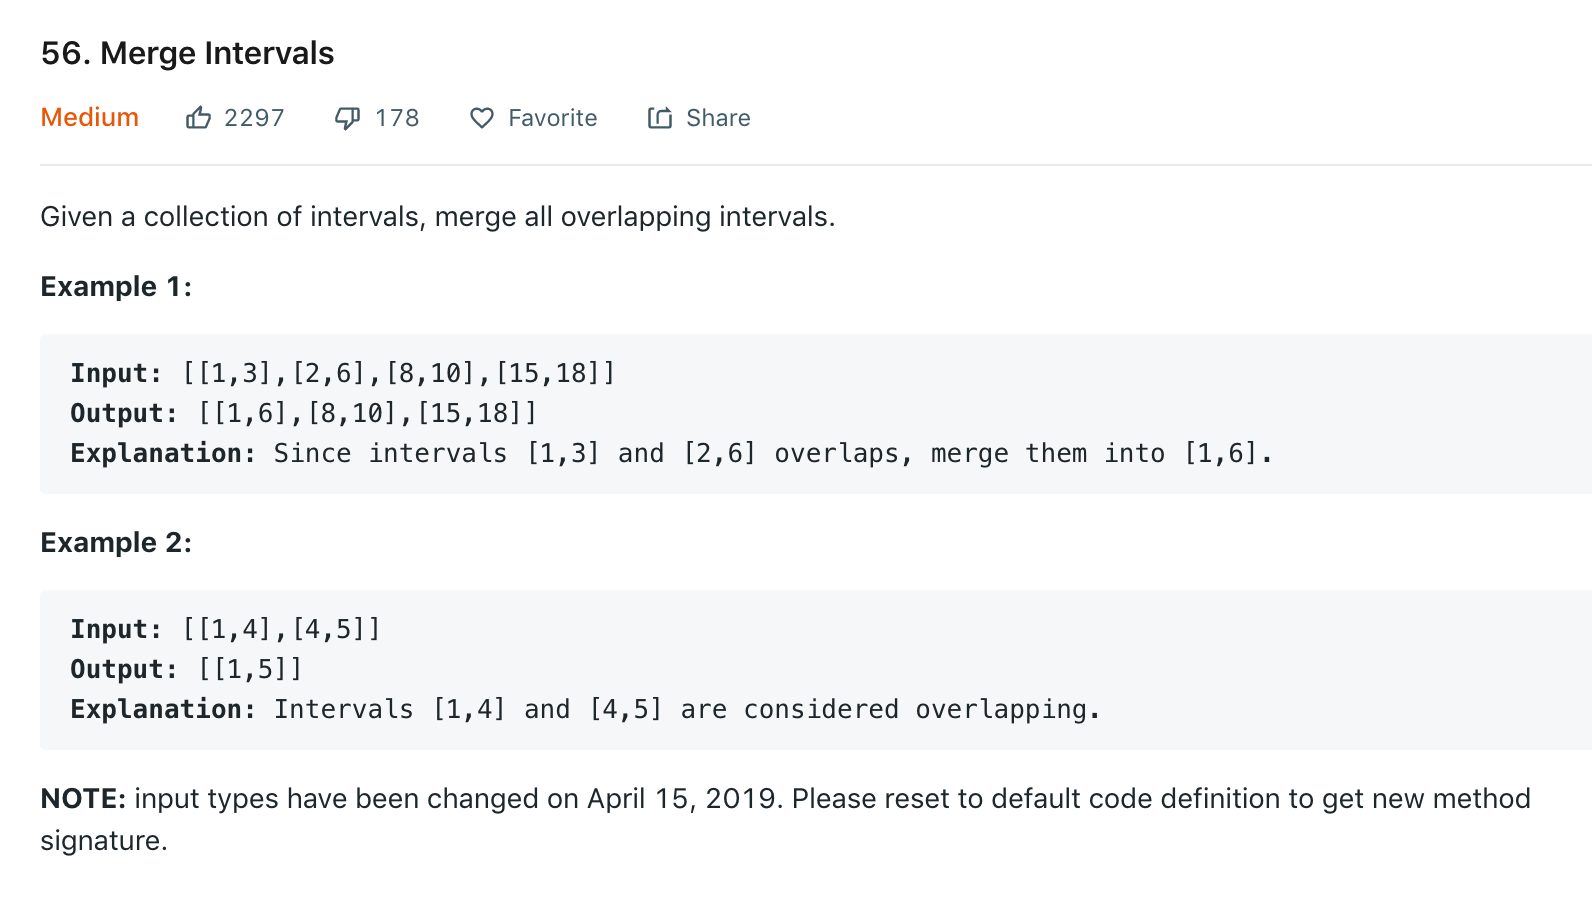 56. Merge Intervals
Medium 2297 178 Favorite Share
Given a collection of intervals, merge all overlapping intervals.
Example 1:
Input: [[1,3],[2,6],[8,10],[15,18]]
Output: [[1,6],[8,10],[15,18]]
Explanation: Since intervals [1,3] and [2,6] overlaps, merge them into [1,6].
Example 2:
Input: [[1,4],[4,5]]
Output: [[1,5]]
Explanation: Intervals [1,4] and [4,5] are considered overlapping.
NOTE: input types have been changed on April 15, 2019. Please reset to default code definition to get new method
signature.